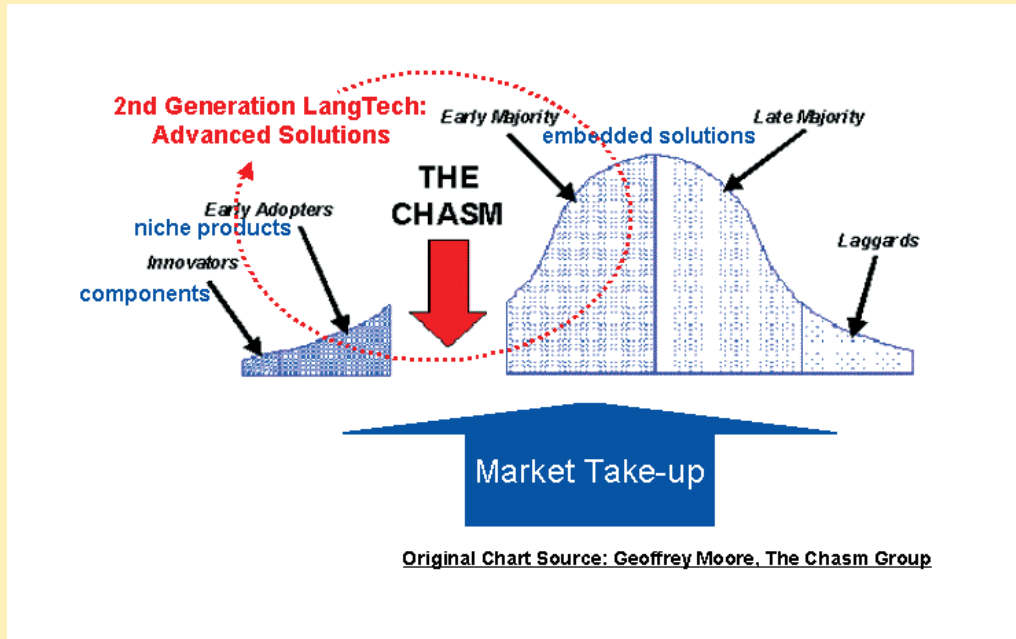 2nd Generation LangTech:
Advanced Solutions
Early Majority
Late Majority
embedded solutions
THE
CHASM
Early Adopters
niche products
Innovators
components
Laggards
Market Take-up
Original Chart Source: Geoffrey Moore, The Chasm Group